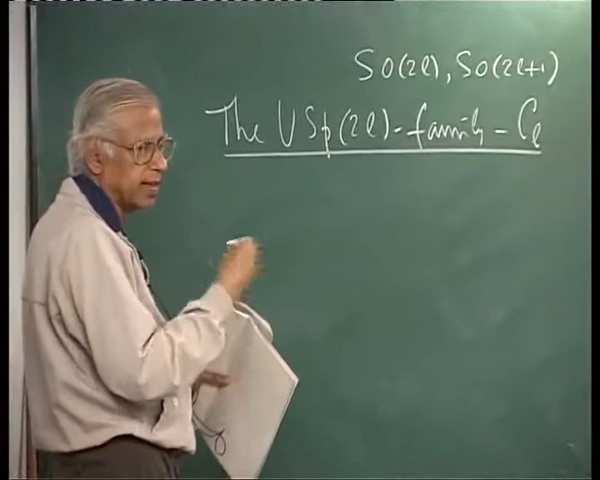 SO(2l), SO(2l+1)
The USp(2l)-family - Cl